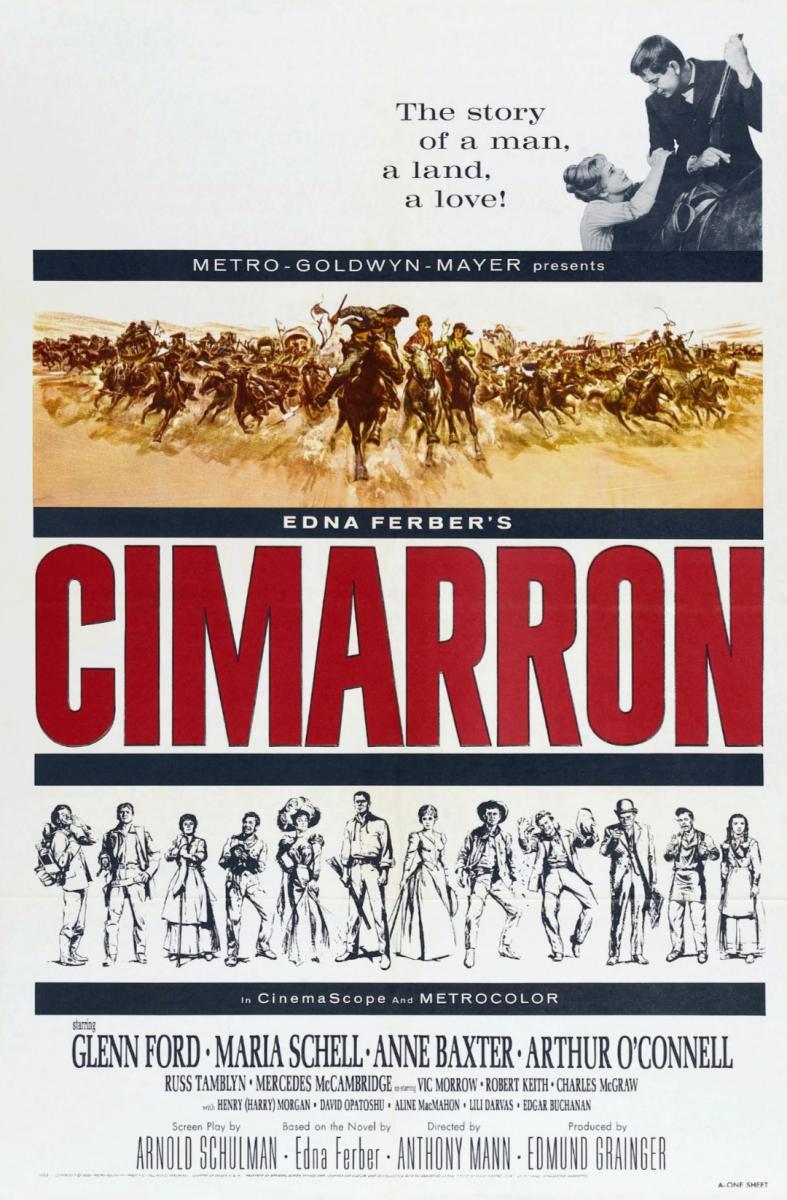 The story
of a man,
a land,
a love!
METRO-GOLDWYN-MAYER presents
EDNA FERBER'S
CIMARRON
In CinemaScope And METROCOLOR
starring
GLENN FORD • MARIA SCHELL • ANNE BAXTER • ARTHUR O'CONNELL
RUSS TAMBLYN • MERCEDES McCAMBRIDGE co-starring VIC MORROW • ROBERT KEITH • CHARLES McGRAW
with HENRY (HARRY) MORGAN • DAVID OPATOSHU • ALINE MacMAHON • LILI DARVAS • EDGAR BUCHANAN
Screen Play by Based on the Novel by Directed by Produced by
ARNOLD SCHULMAN • Edna Ferber • ANTHONY MANN • EDMUND GRAINGER
A-ONE SHEET